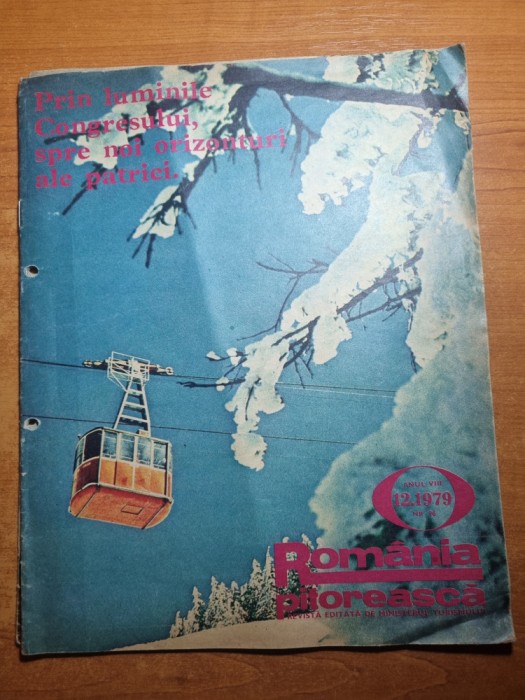 Prin luminile
Congresului,
spre noi orizonturi
ale patriei.
ANUL VIII
12.1979
NR.
România
pitorească
REVISTĂ EDITATĂ DE MINISTERUL TURISMULUI